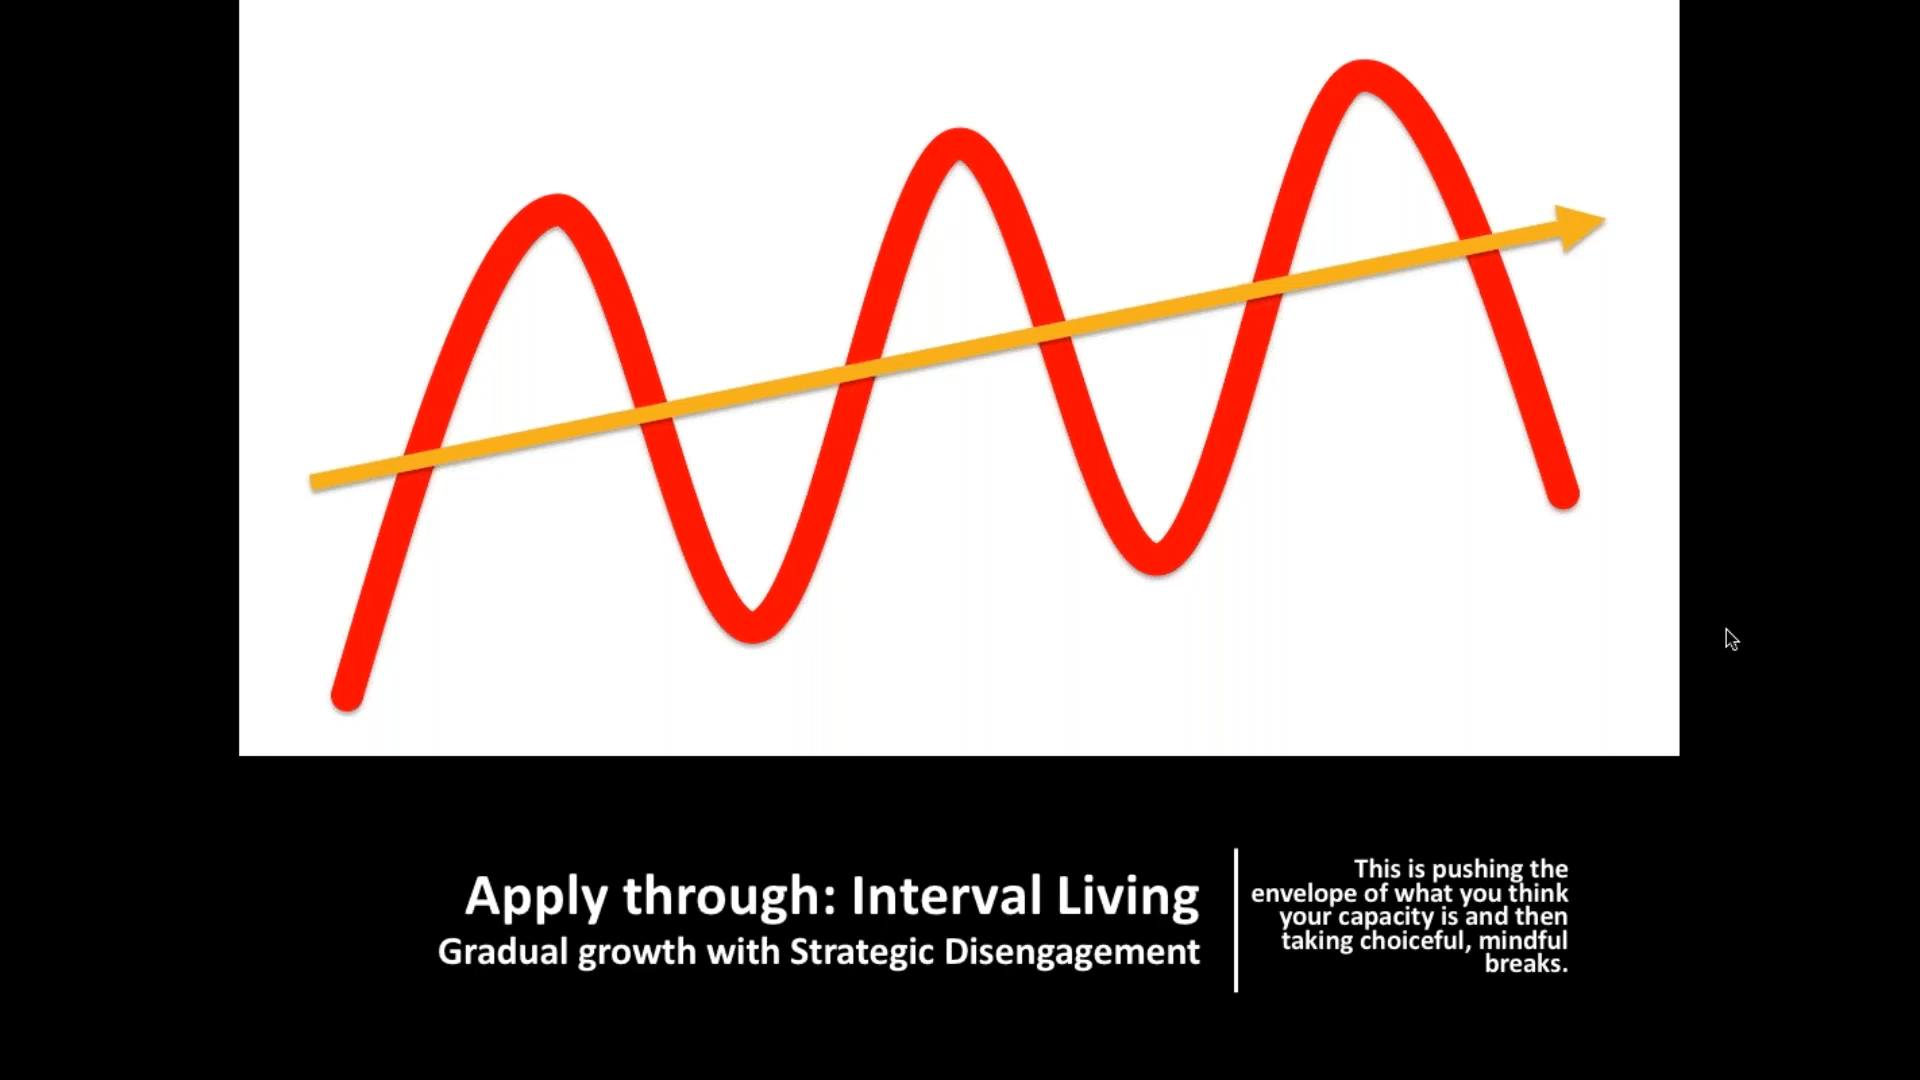 Apply through: Interval Living
Gradual growth with Strategic Disengagement
This is pushing the
envelope of what you think
your capacity is and then
taking choiceful, mindful
breaks.